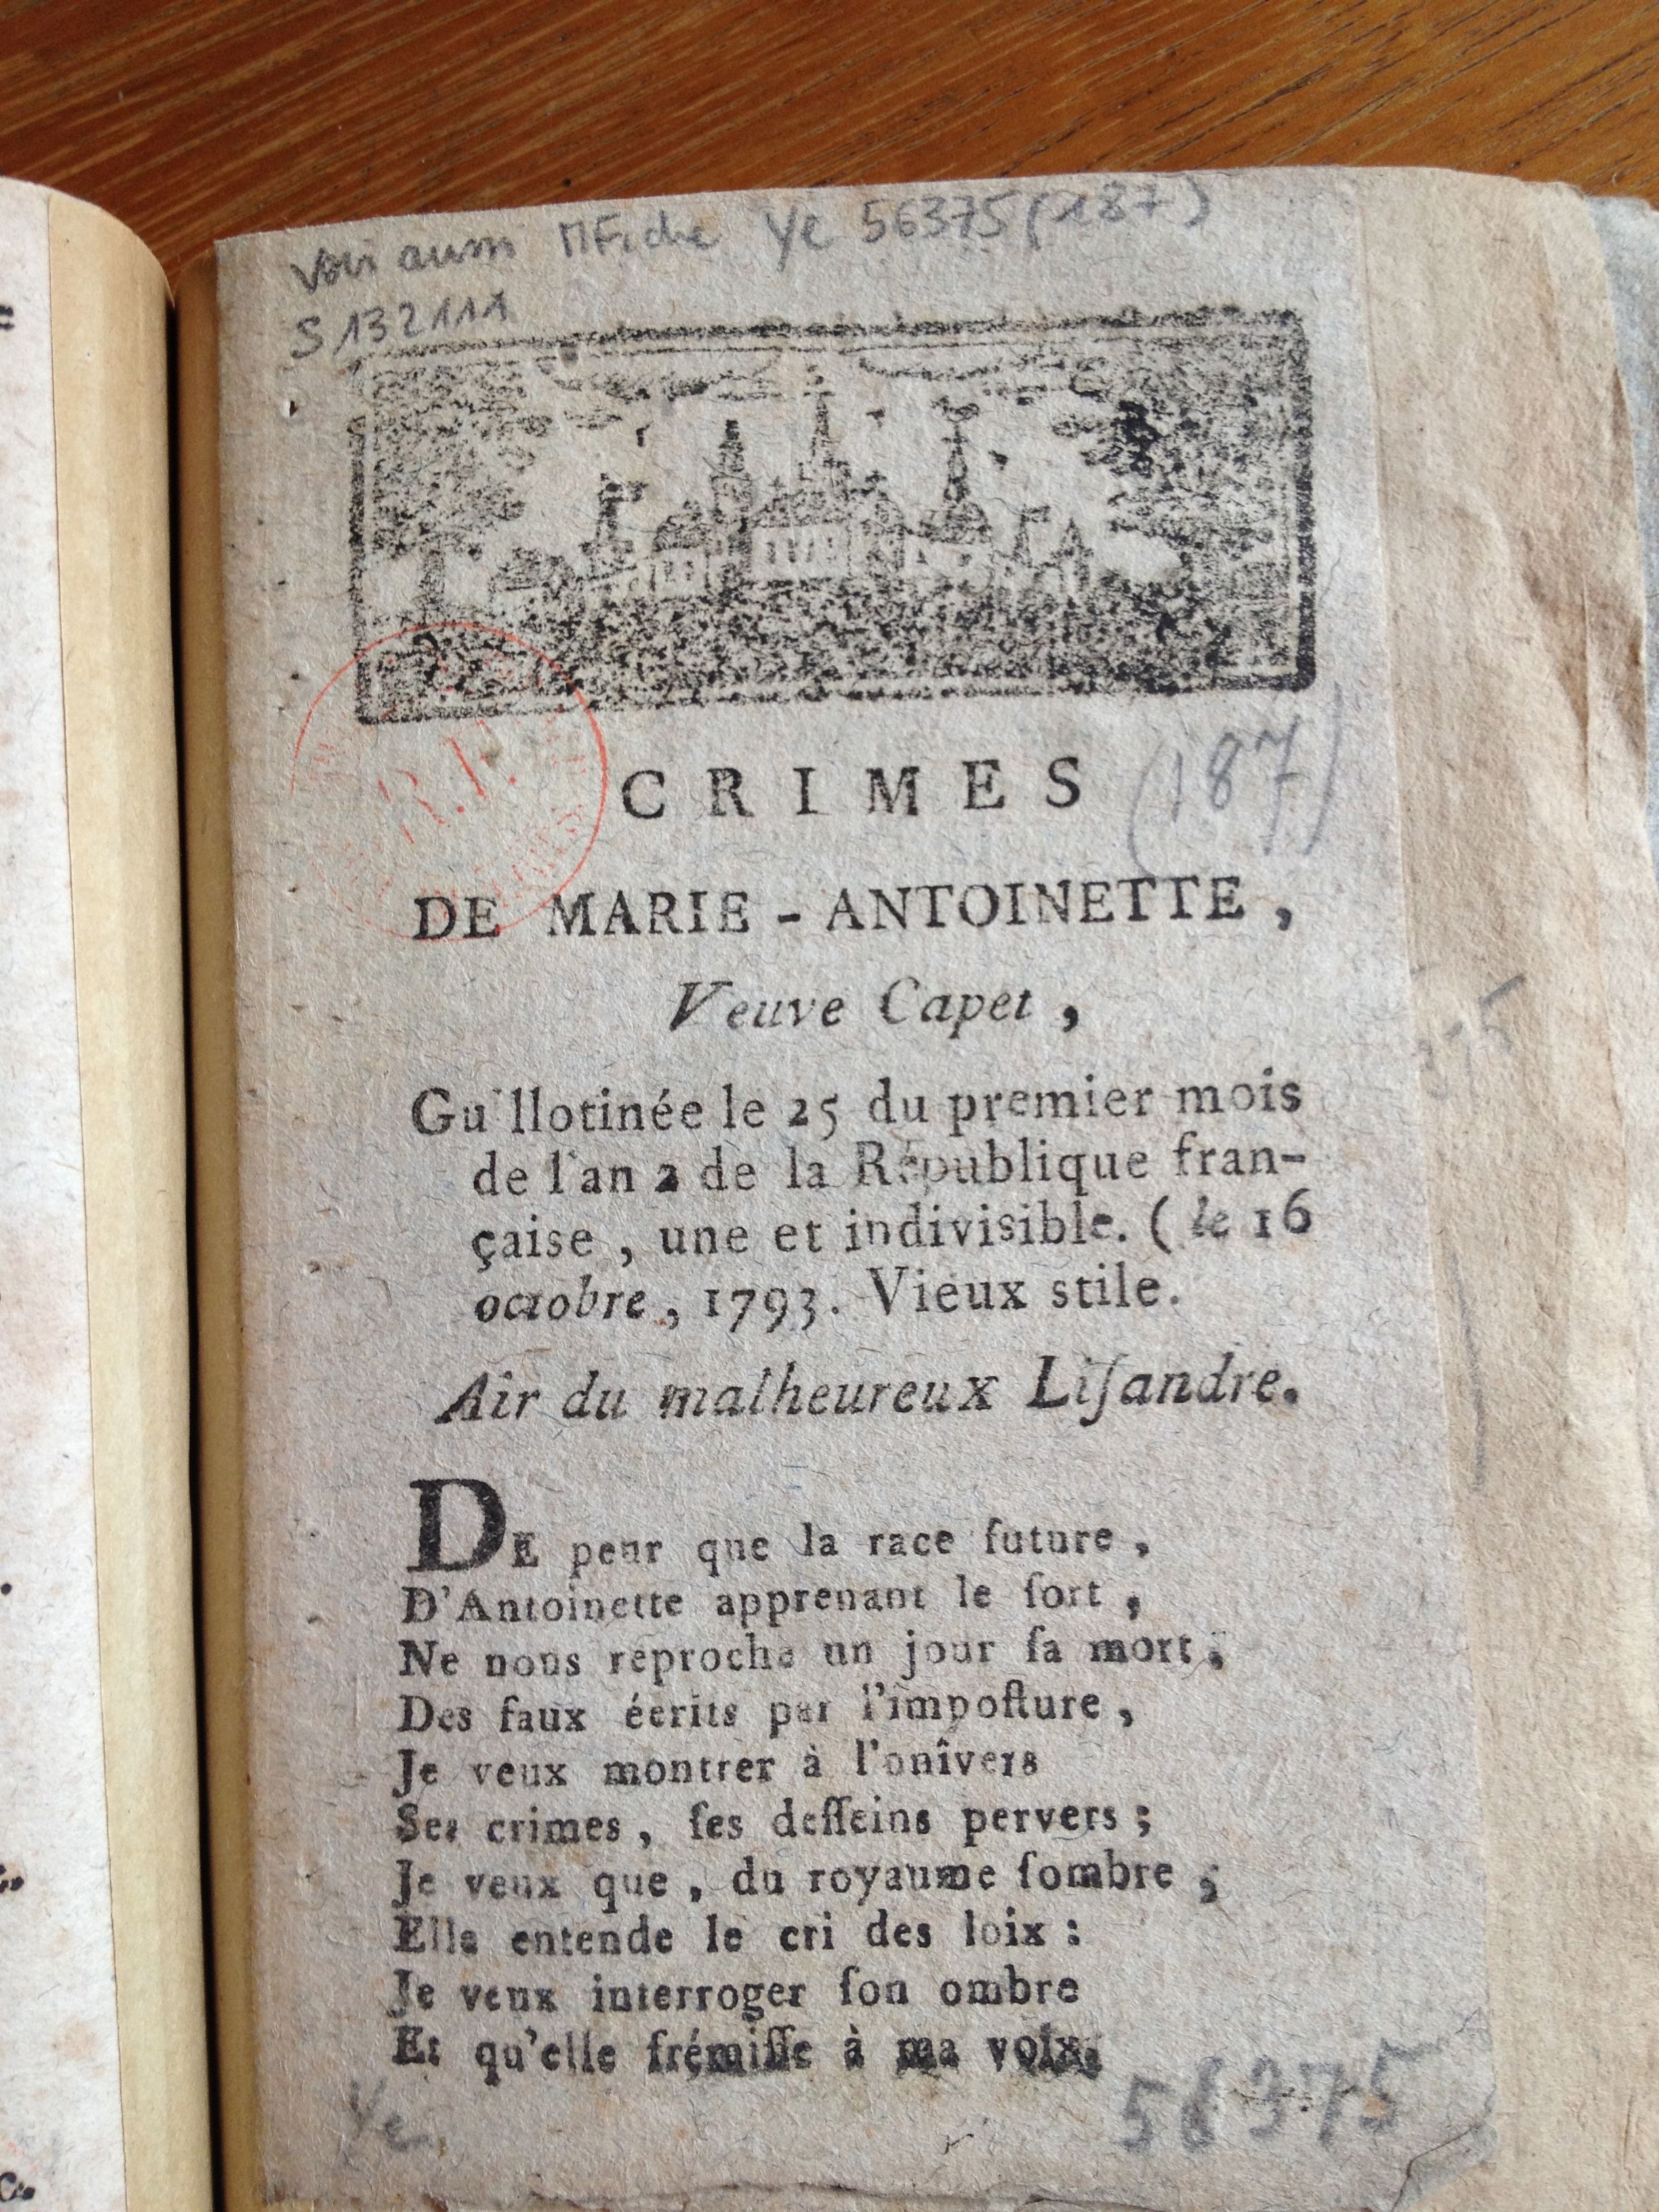 voir aussi MFiche Ye 56375 (187)
S 132111
R.F.
CRIMES
(187)
DE MARIE-ANTOINETTE,
Veuve Capet,
Gu llotinée le 25 du premier mois
de l'an 2 de la République fran-
çaise, une et indivisible. ( le 16
octobre, 1793. Vieux stile.
Air du malheureux Liſandre.
DE peur que la race future,
D'Antoinette apprenant le ſort,
Ne nous reproche un jour ſa mort,
Des faux écrits par l'impoſture,
Je veux montrer à l'onîvers
Ses crimes, ſes deſſeins pervers;
Je veux que, du royaume ſombre,
Elle entende le cri des loix:
Je veux interroger ſon ombre
Et qu'elle frémiſſe à ma voix.
Ye
56375